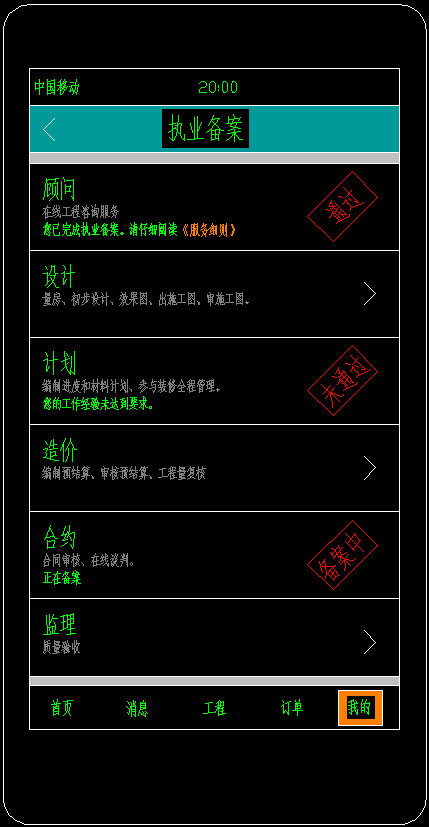 中国移动 20:00
执业备案
顾问
在线工程咨询服务
您已完成执业备案。请仔细阅读《服务细则》
通过
设计
量房、初步设计、效果图、出施工图，审施工图。
计划
编制进度和材料计划、参与装修全程管理。
您的工作经验未达到要求。
未通过
造价
编制预结算、审核预结算、工程量复核
合约
合同审核、在线谈判。
正在备案
备案中
监理
质量验收
首页 消息 工程 订单 我的